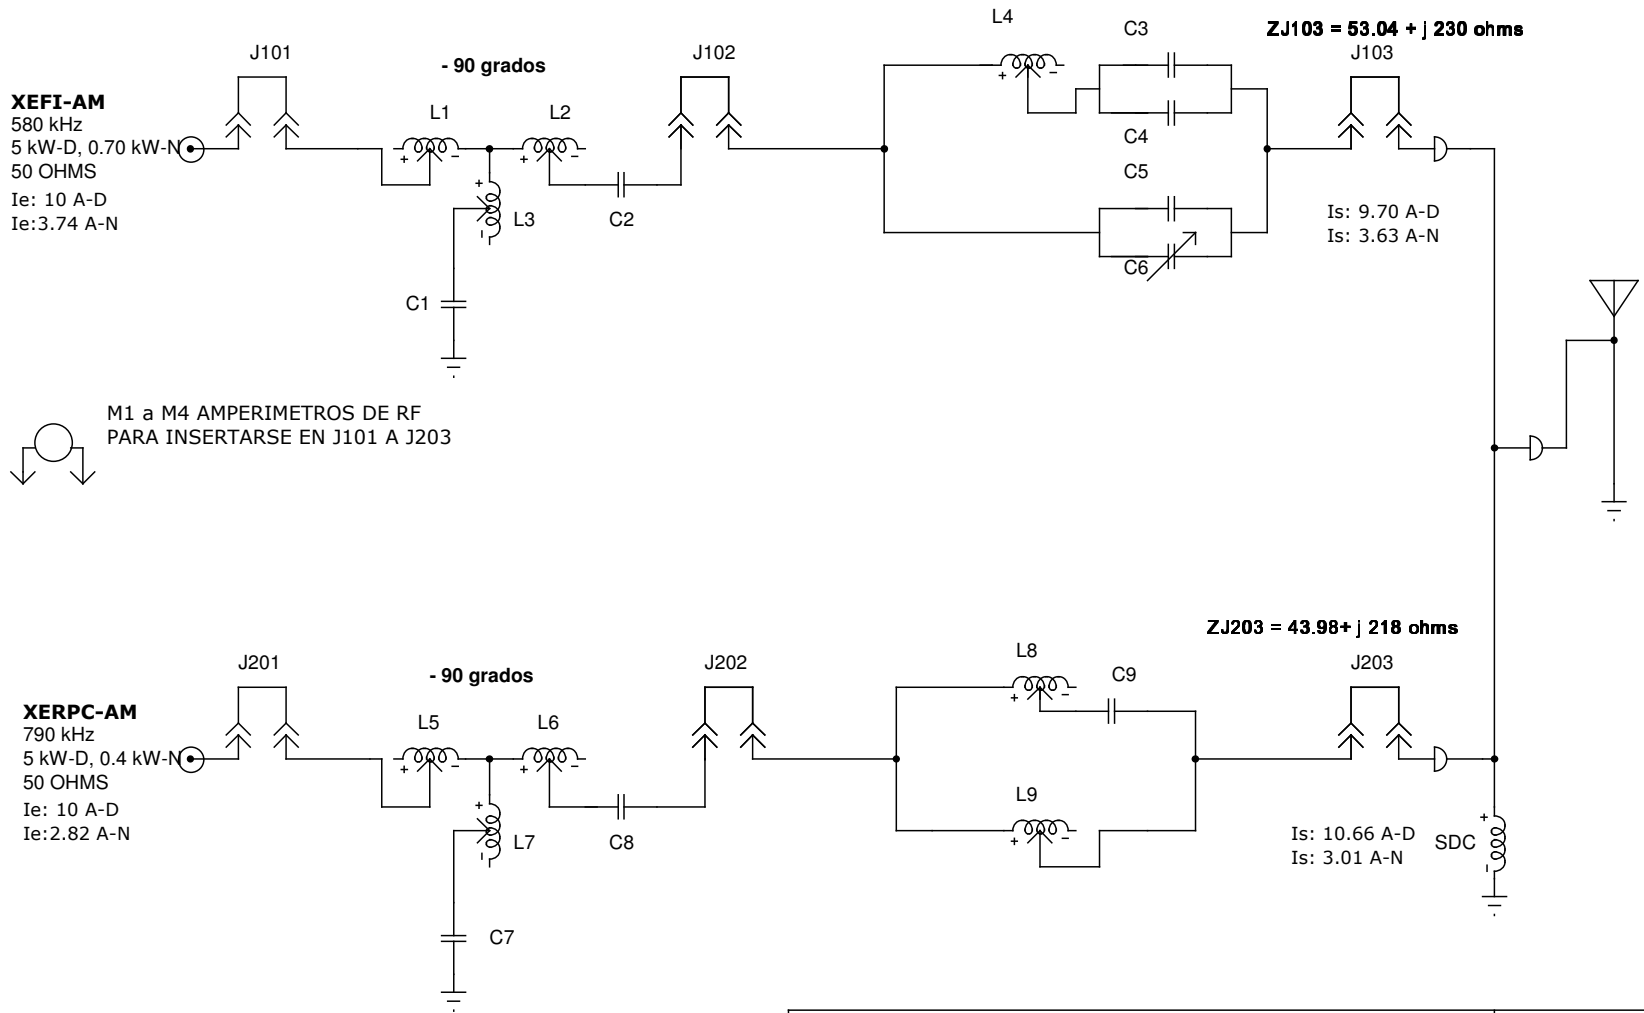 L4
C3
ZJ103 = 53.04 + j 230 ohms
J101
- 90 grados
J102
J103
XEFI-AM
580 kHz
5 kW-D, 0.70 kW-N
50 OHMS
Ie: 10 A-D
Ie:3.74 A-N
L1
L2
+ -
+ -
+ -
+ -
L3
C2
C1
C4
C5
C6
Is: 9.70 A-D
Is: 3.63 A-N
M1 a M4 AMPERIMETROS DE RF
PARA INSERTARSE EN J101 A J203
ZJ203 = 43.98+ j 218 ohms
J201
- 90 grados
J202
L8
C9
J203
XERPC-AM
790 kHz
5 kW-D, 0.4 kW-N
50 OHMS
Ie: 10 A-D
Ie:2.82 A-N
L5
L6
+ -
+ -
+ -
+ -
L7
C8
C7
L9
+ -
Is: 10.66 A-D
Is: 3.01 A-N
SDC
+ -